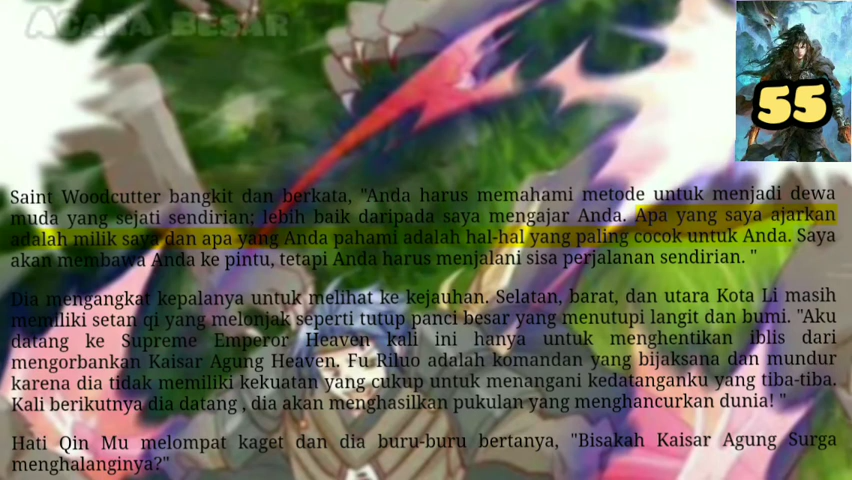 ACARA BESAR
55
Saint Woodcutter bangkit dan berkata, "Anda harus memahami metode untuk menjadi dewa
muda yang sejati sendirian; lebih baik daripada saya mengajar Anda. Apa yang saya ajarkan
adalah milik saya dan apa yang Anda pahami adalah hal-hal yang paling cocok untuk Anda. Saya
akan membawa Anda ke pintu, tetapi Anda harus menjalani sisa perjalanan sendirian. "
Dia mengangkat kepalanya untuk melihat ke kejauhan. Selatan, barat, dan utara Kota Li masih
memiliki setan qi yang melonjak seperti tutup panci besar yang menutupi langit dan bumi. "Aku
datang ke Supreme Emperor Heaven kali ini hanya untuk menghentikan iblis dari
mengorbankan Kaisar Agung Heaven. Fu Riluo adalah komandan yang bijaksana dan mundur
karena dia tidak memiliki kekuatan yang cukup untuk menangani kedatanganku yang tiba-tiba.
Kali berikutnya dia datang , dia akan menghasilkan pukulan yang menghancurkan dunia! "
Hati Qin Mu melompat kaget dan dia buru-buru bertanya, "Bisakah Kaisar Agung Surga
menghalanginya?"